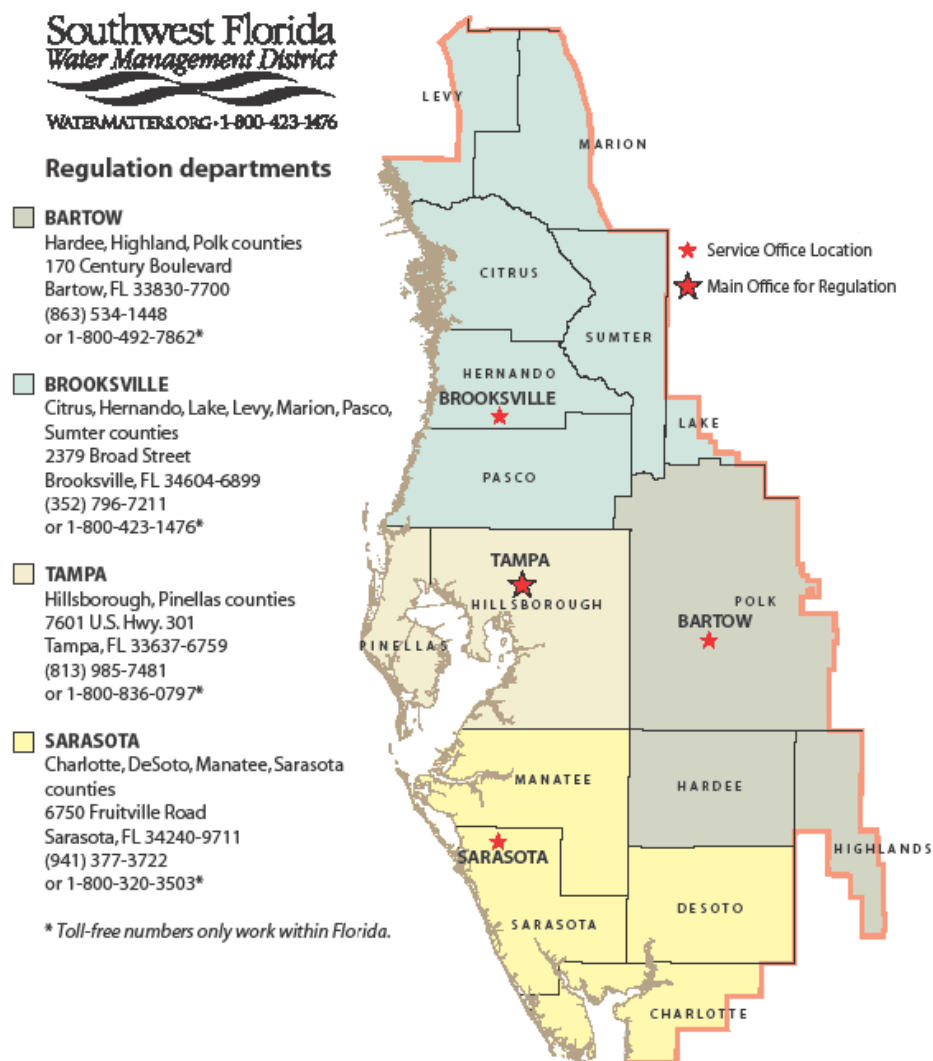 Southwest Florida
Water Management District
WATERMATTERS.ORG • 1-800-423-1476
Regulation departments
BARTOW
Hardee, Highland, Polk counties
170 Century Boulevard
Bartow, FL 33830-7700
(863) 534-1448
or 1-800-492-7862*
BROOKSVILLE
Citrus, Hernando, Lake, Levy, Marion, Pasco,
Sumter counties
2379 Broad Street
Brooksville, FL 34604-6899
(352) 796-7211
or 1-800-423-1476*
TAMPA
Hillsborough, Pinellas counties
7601 U.S. Hwy. 301
Tampa, FL 33637-6759
(813) 985-7481
or 1-800-836-0797*
SARASOTA
Charlotte, DeSoto, Manatee, Sarasota
counties
6750 Fruitville Road
Sarasota, FL 34240-9711
(941) 377-3722
or 1-800-320-3503*
* Toll-free numbers only work within Florida.
LEVY
MARION
Service Office Location
Main Office for Regulation
CITRUS
SUMTER
HERNANDO
BROOKSVILLE
LAKE
PASCO
TAMPA
HILLSBOROUGH
POLK
BARTOW
PINELLAS
MANATEE
HARDEE
HIGHLANDS
SARASOTA
DESOTO
SARASOTA
CHARLOTTE